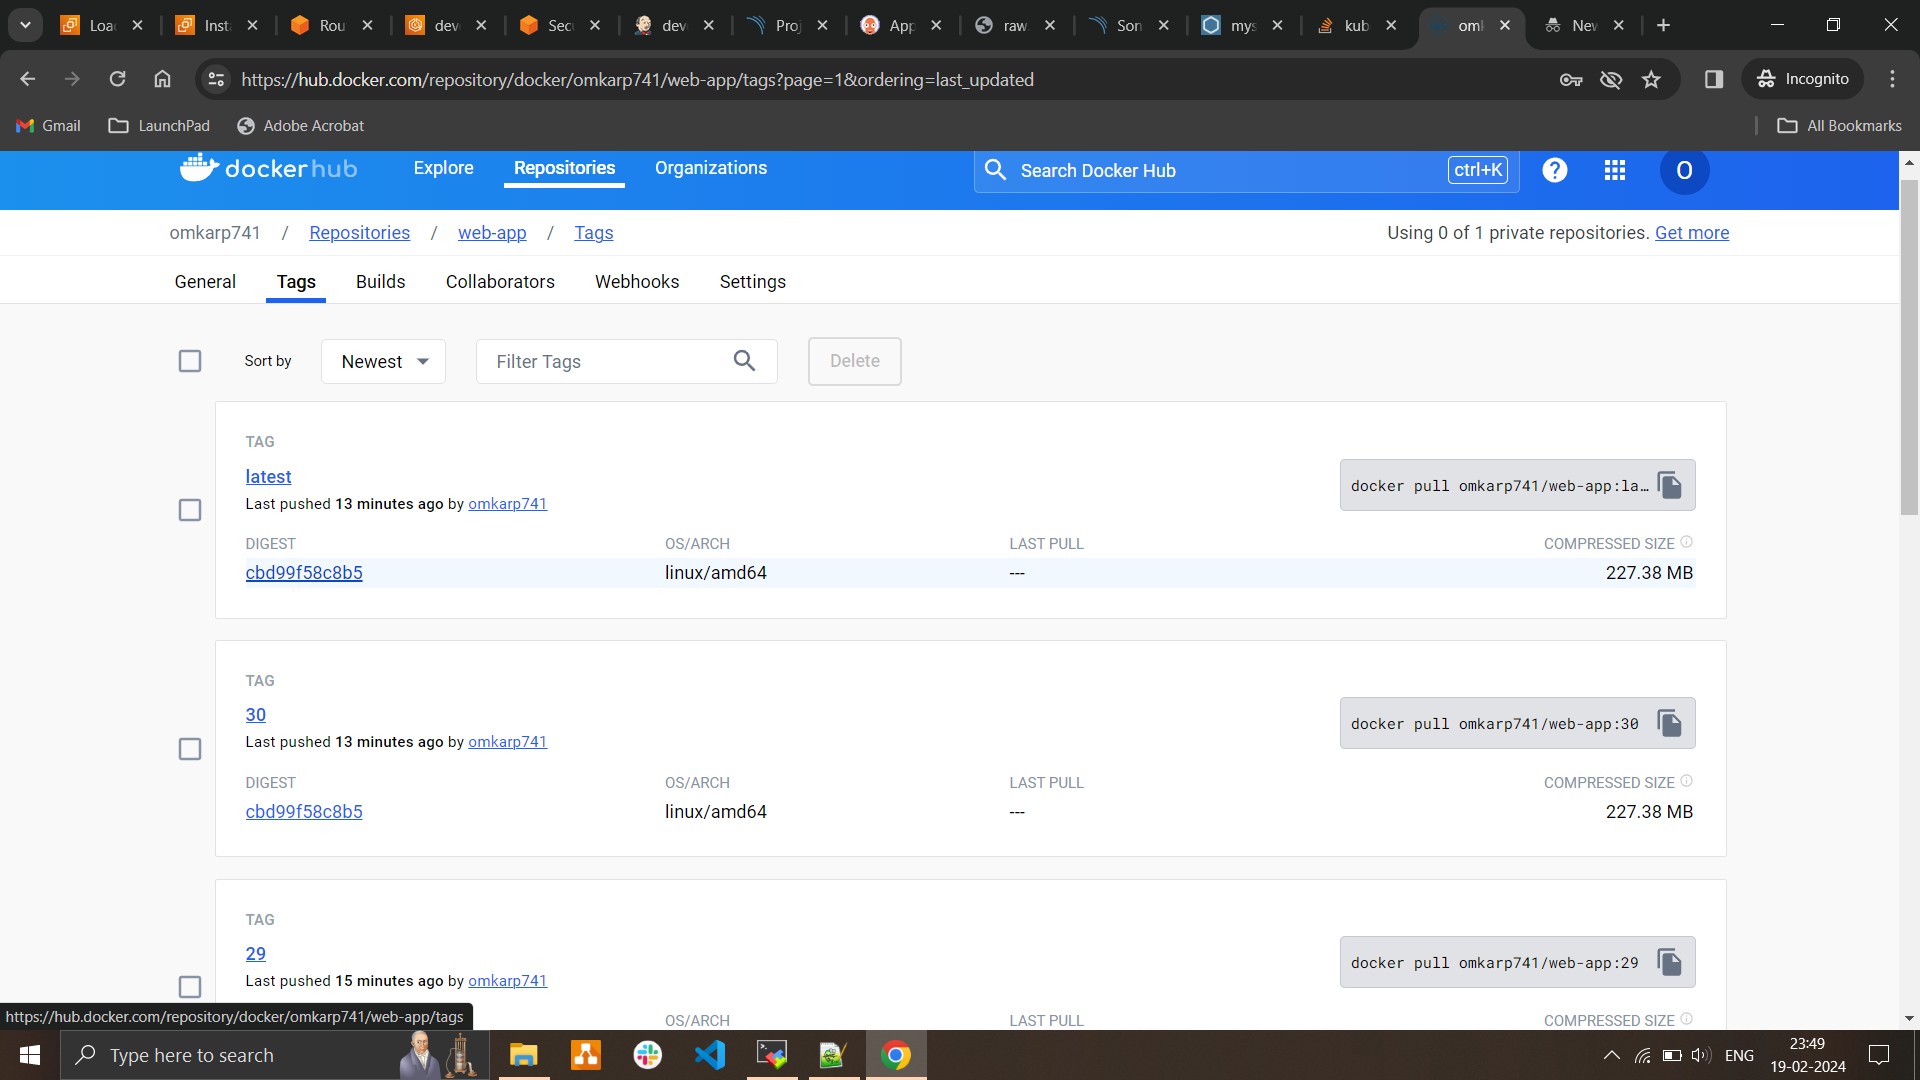 Loa
Inst
Rou
dev
Sec
dev
Proj
App
raw.
Son
mys
kub
om
Nev
https://hub.docker.com/repository/docker/omkarp741/web-app/tags?page=1&ordering=last_updated
Incognito
Gmail
LaunchPad
Adobe Acrobat
All Bookmarks
dockerhub
Explore
Repositories
Organizations
Search Docker Hub
ctrl+K
?
O
omkarp741 / Repositories / web-app / Tags
Using 0 of 1 private repositories. Get more
General
Tags
Builds
Collaborators
Webhooks
Settings
Sort by
Newest
Filter Tags
Delete
TAG
latest
Last pushed 13 minutes ago by omkarp741
docker pull omkarp741/web-app:la…
DIGEST
OS/ARCH
LAST PULL
COMPRESSED SIZE
cbd99f58c8b5
linux/amd64
---
227.38 MB
TAG
30
Last pushed 13 minutes ago by omkarp741
docker pull omkarp741/web-app:30
DIGEST
OS/ARCH
LAST PULL
COMPRESSED SIZE
cbd99f58c8b5
linux/amd64
---
227.38 MB
TAG
29
Last pushed 15 minutes ago by omkarp741
docker pull omkarp741/web-app:29
OS/ARCH
LAST PULL
COMPRESSED SIZE
https://hub.docker.com/repository/docker/omkarp741/web-app/tags
Type here to search
ENG
23:49
19-02-2024